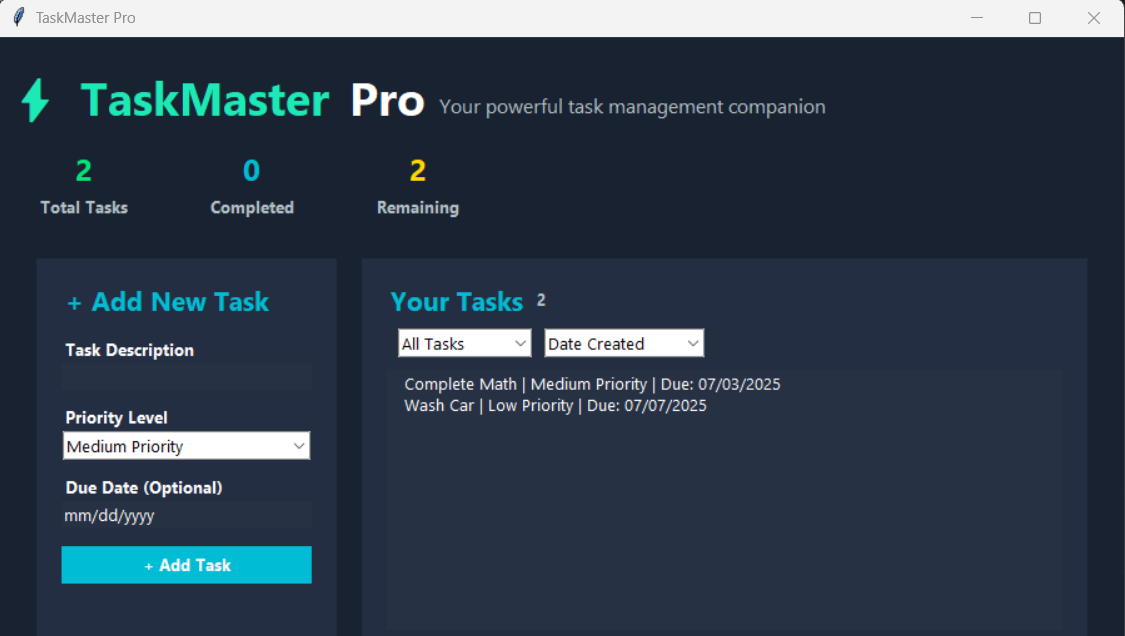 TaskMaster Pro
TaskMaster Pro Your powerful task management companion
2 0 2
Total Tasks Completed Remaining
+ Add New Task
Task Description
Priority Level
Medium Priority
Due Date (Optional)
mm/dd/yyyy
+ Add Task
Your Tasks 2
All Tasks Date Created
Complete Math | Medium Priority | Due: 07/03/2025
Wash Car | Low Priority | Due: 07/07/2025